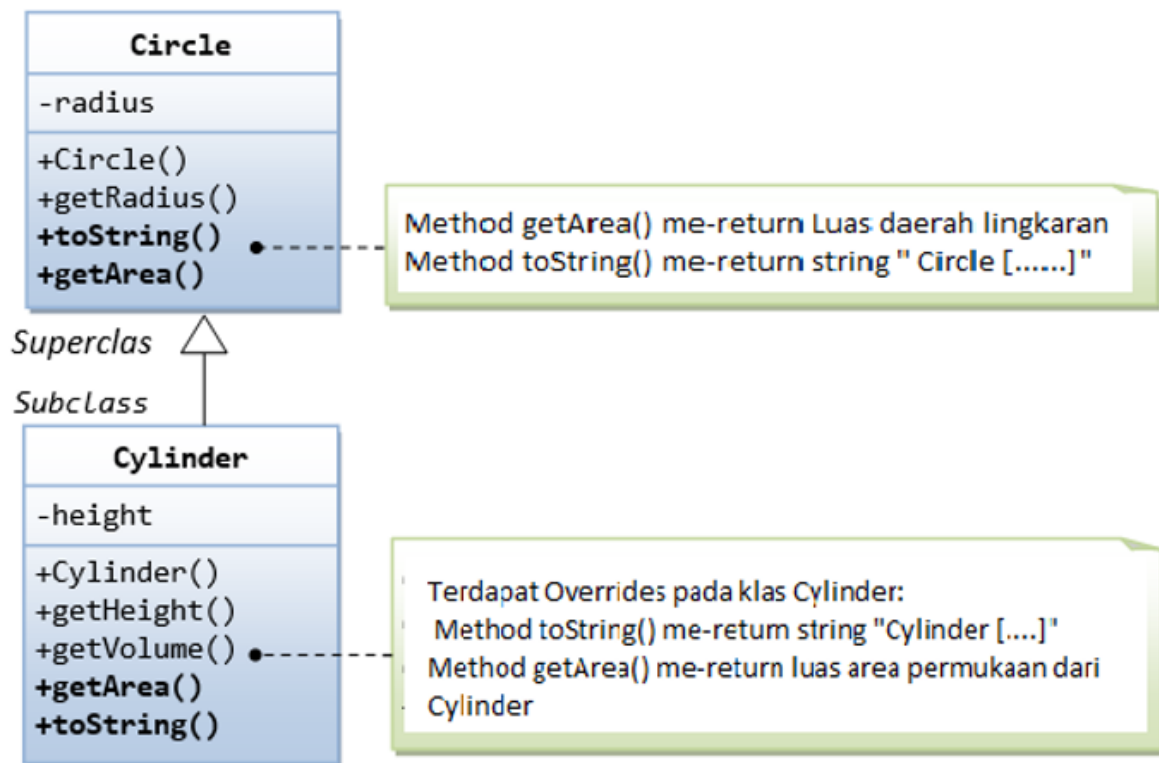 Circle
-radius
+Circle()
+getRadius()
+toString()
+getArea()
Method getArea() me-return Luas daerah lingkaran
Method toString() me-return string " Circle [......]"
Superclas
Subclass
Cylinder
-height
+Cylinder()
+getHeight()
+getVolume()
+getArea()
+toString()
Terdapat Overrides pada klas Cylinder:
Method toString() me-return string "Cylinder [....]"
Method getArea() me-return luas area permukaan dari
Cylinder